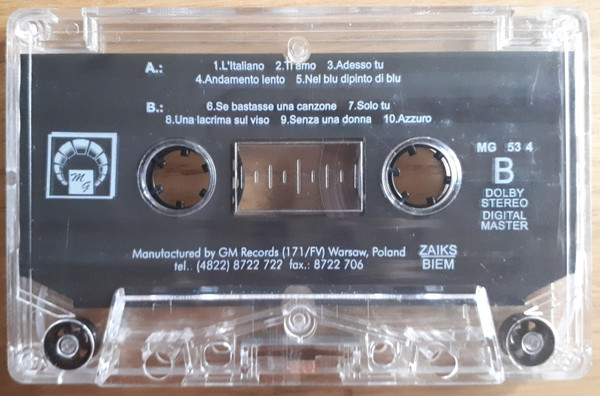 A.: 1.L'Italiano 2.Ti amo 3.Adesso tu
4.Andamento lento 5.Nel blu dipinto di blu
B.: 6.Se bastasse una canzone 7.Solo tu
8.Una lacrima sul viso 9.Senza una donna 10.Azzuro
MG
MG 53 4
B
DOLBY
STEREO
DIGITAL
MASTER
Manufactured by GM Records (171/FV) Warsaw, Poland
tel.. (4822) 8722 722 fax.: 8722 706
ZAIKS
BIEM